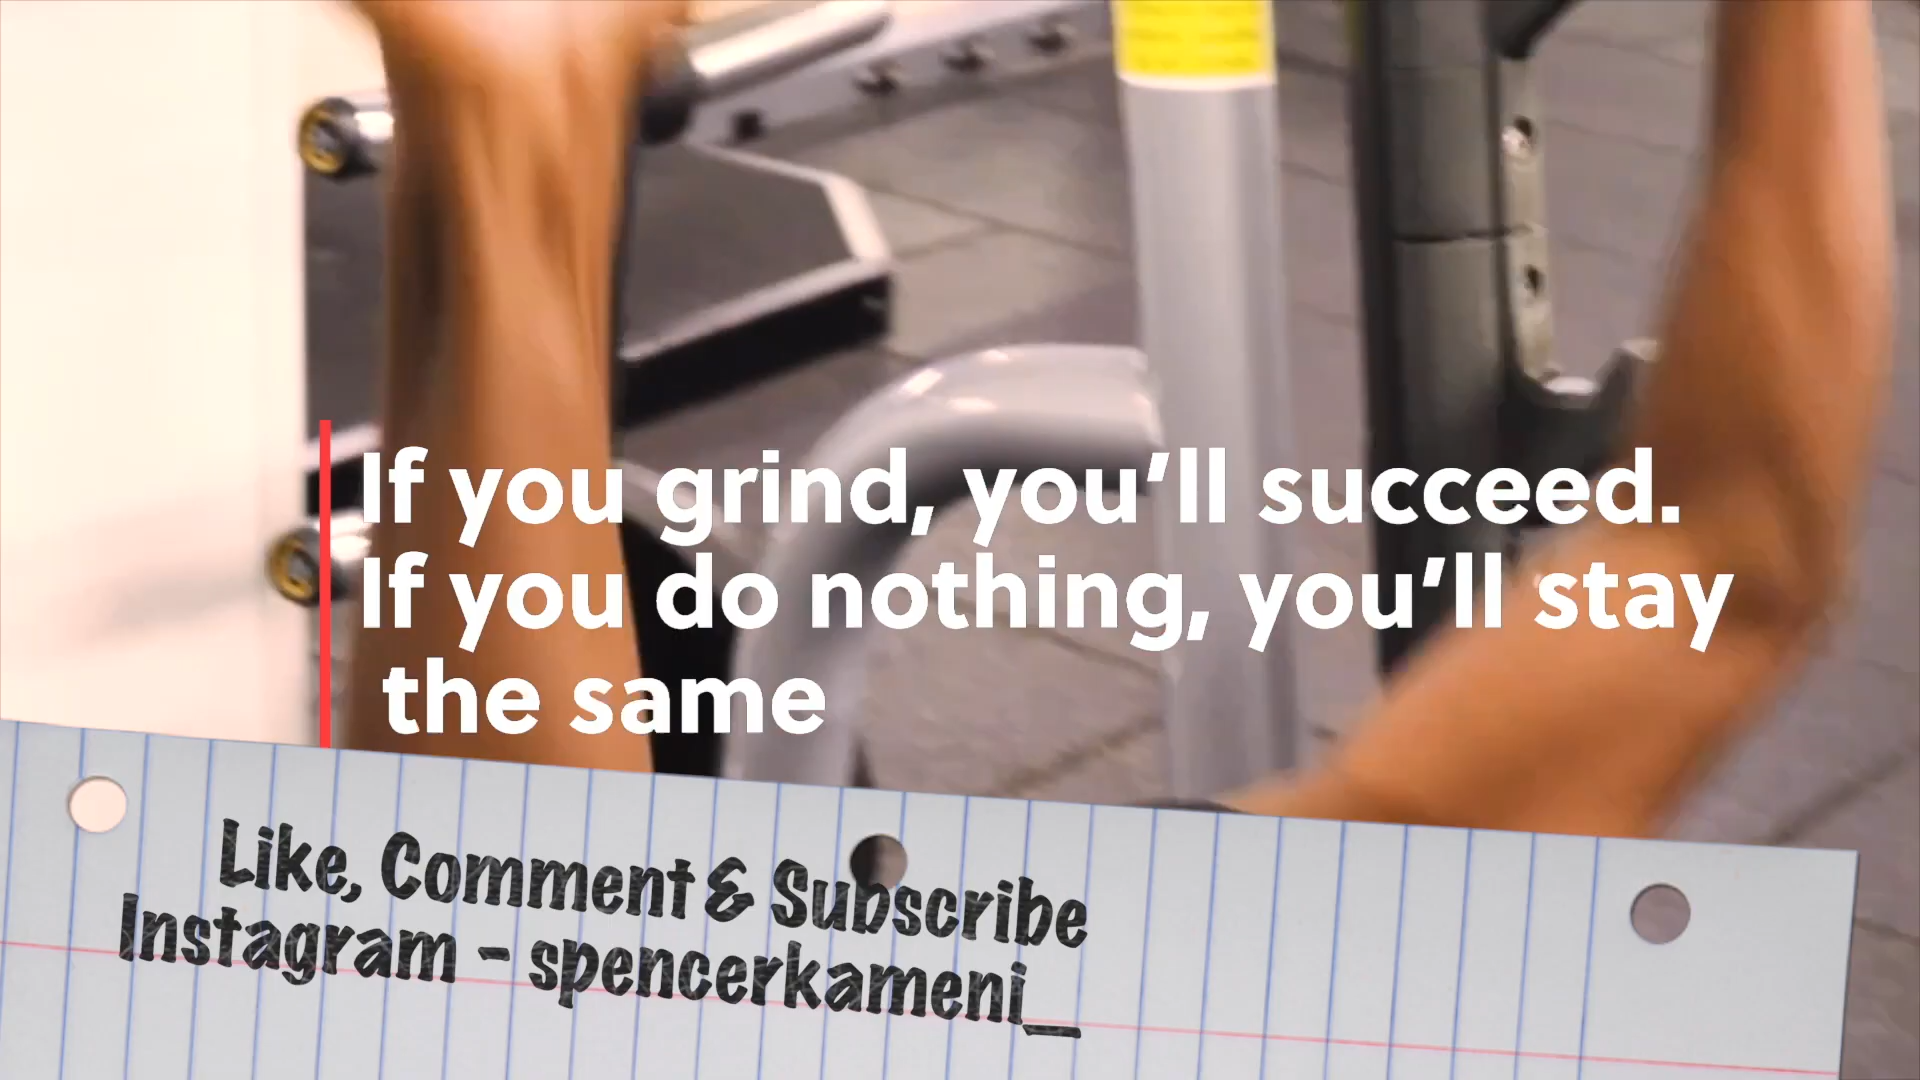 If you grind, you’ll succeed.
If you do nothing, you’ll stay
the same
Like, Comment & Subscribe
Instagram - spencerkameni_